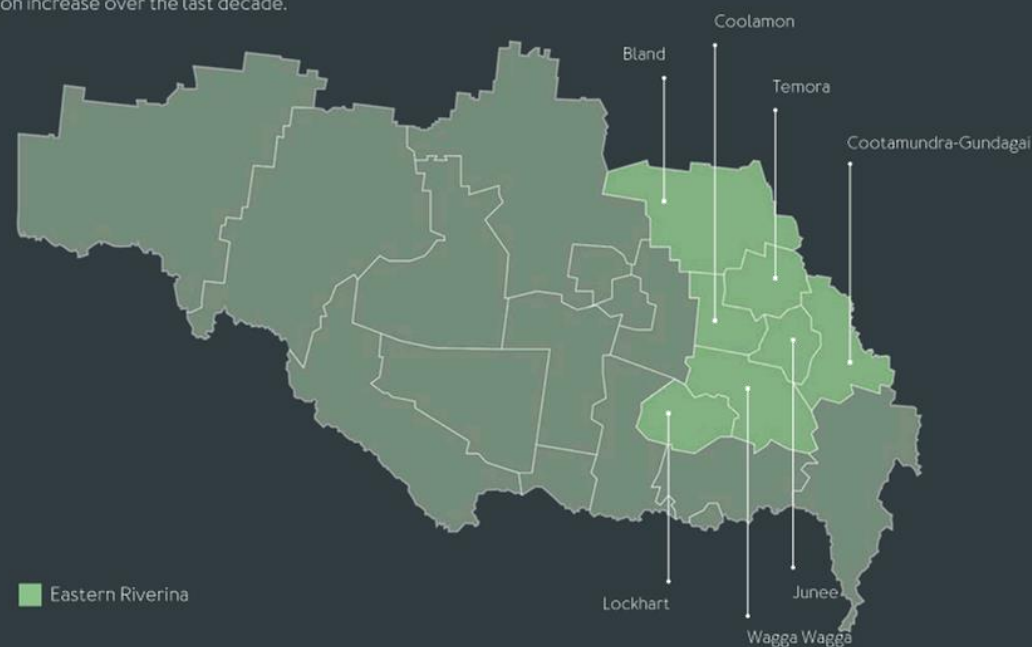 on increase over the last decade.
Coolamon
Bland
Temora
Cootamundra-Gundagai
Eastern Riverina
Lockhart
Junee
Wagga Wagga